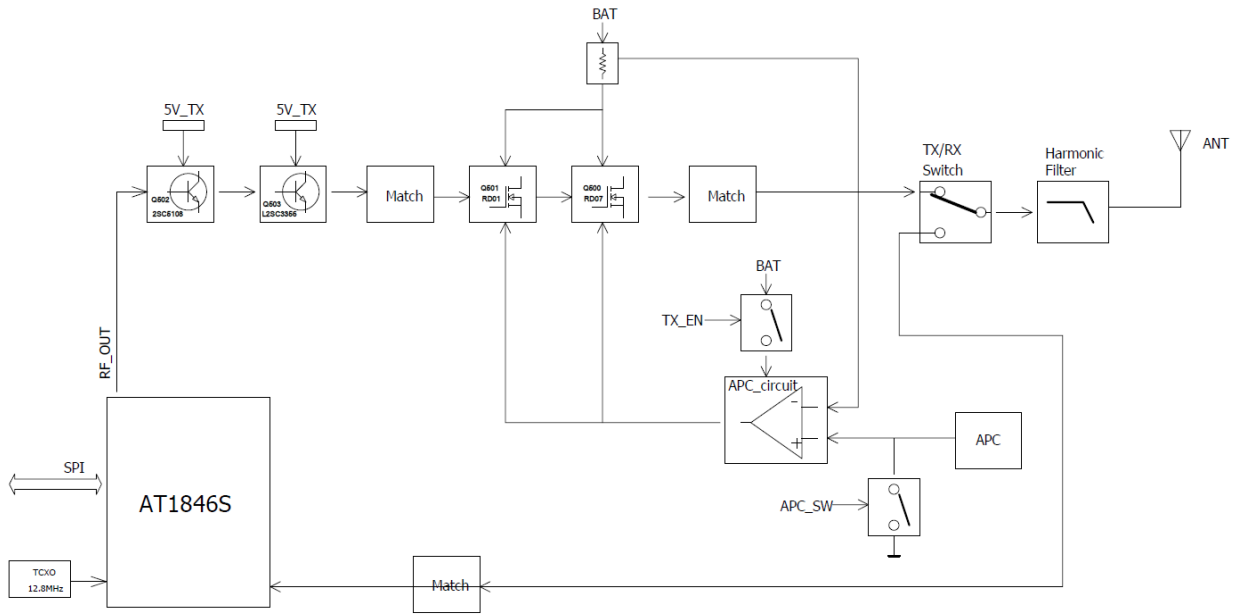 BAT
5V_TX
5V_TX
TX/RX
Switch
Harmonic
Filter
ANT
Q502
2SC5108
Q503
L2SC3356
Match
Q501
RD01
Q500
RD07
Match
BAT
TX_EN
RF_OUT
APC_circuit
-
+
APC
SPI
AT1846S
APC_SW
TCXO
12.8MHz
Match